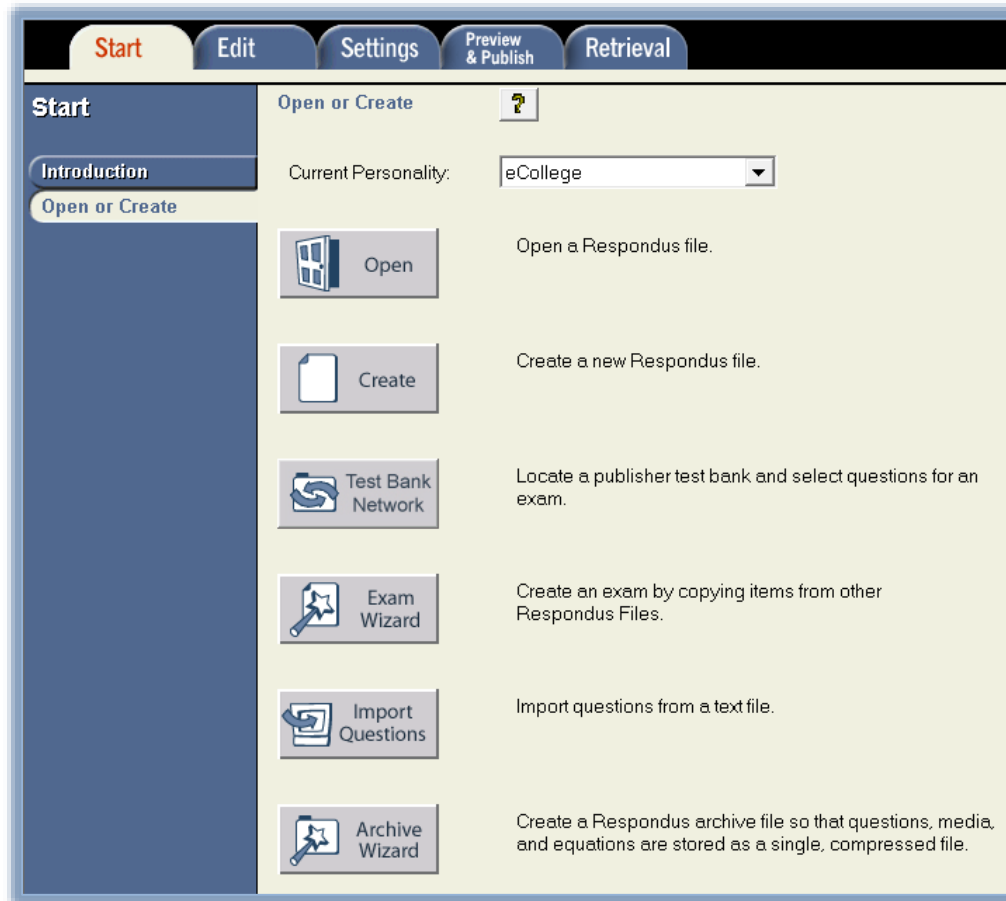 Start
Edit
Settings
Preview
& Publish
Retrieval
Start
Introduction
Open or Create
Open or Create
?
Current Personality:
eCollege
Open
Open a Respondus file.
Create
Create a new Respondus file.
Test Bank
Network
Locate a publisher test bank and select questions for an
exam.
Exam
Wizard
Create an exam by copying items from other
Respondus Files.
Import
Questions
Import questions from a text file.
Archive
Wizard
Create a Respondus archive file so that questions, media,
and equations are stored as a single, compressed file.